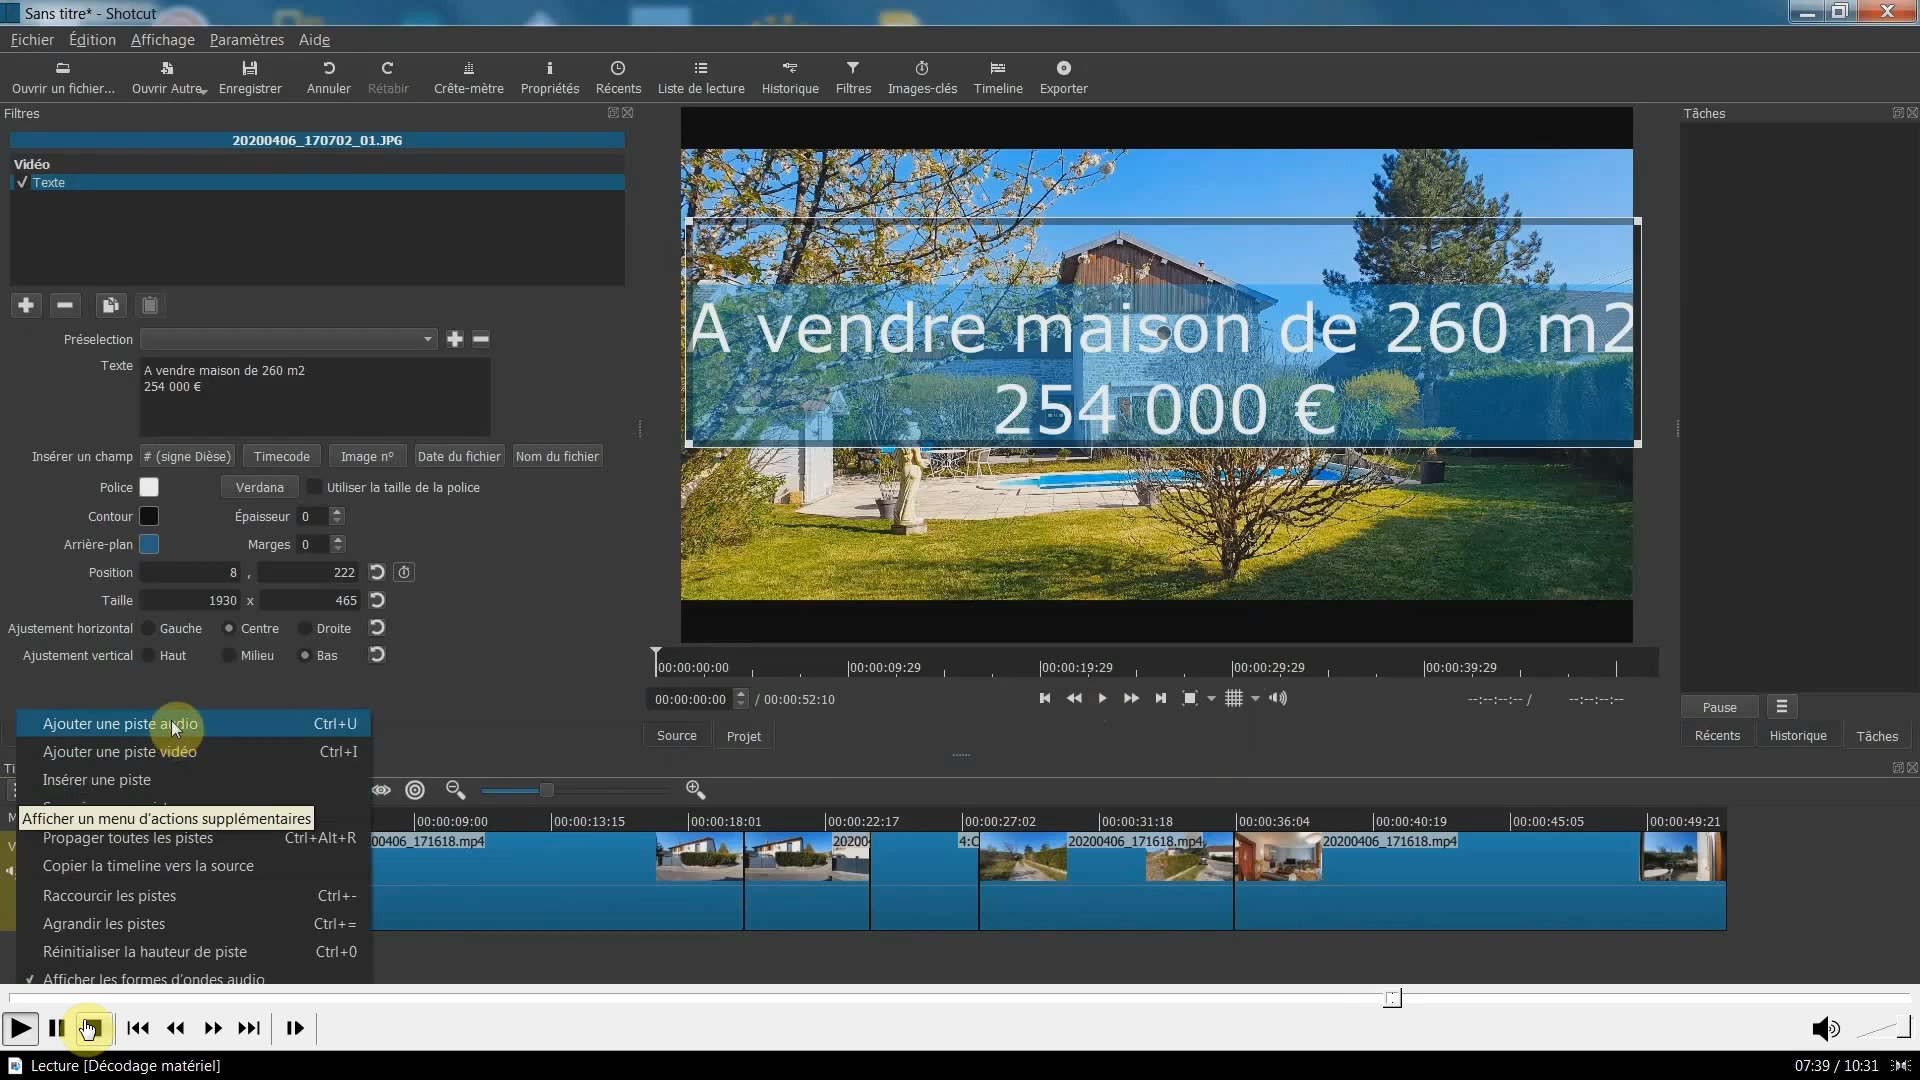 Sans titre* - Shotcut
Fichier Édition Affichage Paramètres Aide
Ouvrir un fichier... Ouvrir Autre Enregistrer Annuler Rétabir Crête-mètre Propriétés Récents Liste de lecture Historique Filtres Images-clés Timeline Exporter
Filtres
Tâches
20200406_170702_01.JPG
Vidéo
Texte
Présélection
Texte
A vendre maison de 260 m2
254 000 €
Insérer un champ # (signe Dièse) Timecode Image nº Date du fichier Nom du fichier
Police Verdana Utiliser la taille de la police
Contour Épaisseur 0
Arrière-plan Marges 0
Position 8 , 222
Taille 1930 x 465
Ajustement horizontal Gauche Centre Droite
Ajustement vertical Haut Milieu Bas
A vendre maison de 260 m2
254 000 €
00:00:00:00 00:00:09:29 00:00:19:29 00:00:29:29 00:00:39:29
00:00:00:00 / 00:00:52:10 --:--:--:-- / --:--:--:--
Source Projet
Pause
Récents Historique Tâches
Ajouter une piste audio Ctrl+U
Ajouter une piste vidéo Ctrl+I
Insérer une piste
Afficher un menu d'actions supplémentaires
Propager toutes les pistes Ctrl+Alt+R
Copier la timeline vers la source
Raccourcir les pistes Ctrl+-
Agrandir les pistes Ctrl+=
Réinitialiser la hauteur de piste Ctrl+0
Afficher les formes d'ondes audio
00:00:09:00 00:00:13:15 00:00:18:01 00:00:22:17 00:00:27:02 00:00:31:18 00:00:36:04 00:00:40:19 00:00:45:05 00:00:49:21
00406_171618.mp4 20200 4:0 20200406_171618.mp4 20200406_171618.mp4
Lecture [Décodage matériel]
07:39 / 10:31